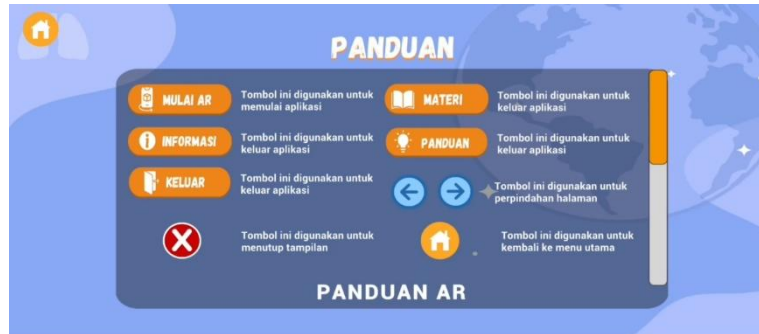 PANDUAN
MULAI AR
Tombol ini digunakan untuk
memulai aplikasi
MATERI
Tombol ini digunakan untuk
keluar aplikasi
INFORMASI
Tombol ini digunakan untuk
keluar aplikasi
PANDUAN
Tombol ini digunakan untuk
keluar aplikasi
KELUAR
Tombol ini digunakan untuk
keluar aplikasi
Tombol ini digunakan untuk
perpindahan halaman
Tombol ini digunakan untuk
menutup tampilan
Tombol ini digunakan untuk
kembali ke menu utama
PANDUAN AR